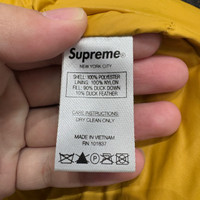 Supreme®
NEW YORK CITY
SHELL: 100% POLYESTER
LINING: 100% NYLON
FILL: 90% DUCK DOWN
10% DUCK FEATHER
CARE INSTRUCTIONS:
DRY CLEAN ONLY
MADE IN VIETNAM
RN 101837